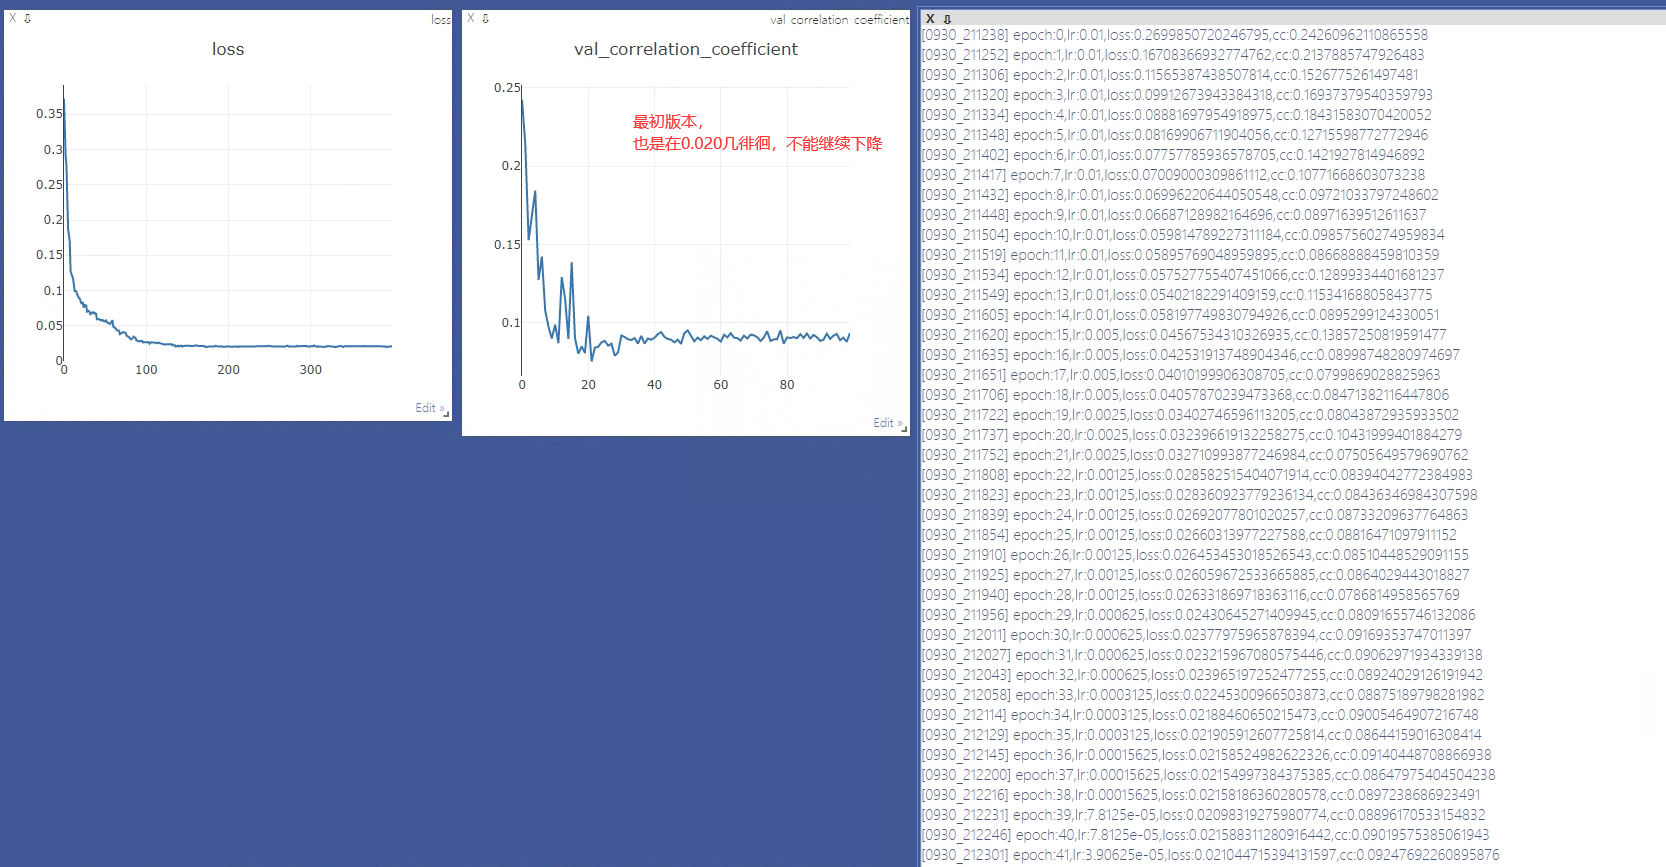 X ⇩ loss
loss
0.35
0.3
0.25
0.2
0.15
0.1
0.05
0
0 100 200 300
Edit »
X ⇩ val_correlation_coefficient
val_correlation_coefficient
0.25
0.2
0.15
0.1
0 20 40 60 80
最初版本，
也是在0.020几徘徊，不能继续下降
Edit »
X ⇩
[0930_211238] epoch:0,lr:0.01,loss:0.2699850720246795,cc:0.24260962110865558
[0930_211252] epoch:1,lr:0.01,loss:0.16708366932774762,cc:0.2137885747926483
[0930_211306] epoch:2,lr:0.01,loss:0.11565387438507814,cc:0.1526775261497481
[0930_211320] epoch:3,lr:0.01,loss:0.09912673943384318,cc:0.16937379540359793
[0930_211334] epoch:4,lr:0.01,loss:0.08881697954918975,cc:0.18431583070420052
[0930_211348] epoch:5,lr:0.01,loss:0.08169906711904056,cc:0.12715598772772946
[0930_211402] epoch:6,lr:0.01,loss:0.07757785936578705,cc:0.1421927814946892
[0930_211417] epoch:7,lr:0.01,loss:0.07009000309861112,cc:0.10771668603073238
[0930_211432] epoch:8,lr:0.01,loss:0.06996220644050548,cc:0.09721033797248602
[0930_211448] epoch:9,lr:0.01,loss:0.06687128982164696,cc:0.08971639512611637
[0930_211504] epoch:10,lr:0.01,loss:0.059814789227311184,cc:0.09857560274959834
[0930_211519] epoch:11,lr:0.01,loss:0.05895769048959895,cc:0.08668888459810359
[0930_211534] epoch:12,lr:0.01,loss:0.057527755407451066,cc:0.12899334401681237
[0930_211549] epoch:13,lr:0.01,loss:0.05402182291409159,cc:0.11534168805843775
[0930_211605] epoch:14,lr:0.01,loss:0.058197749830794926,cc:0.0895299124330051
[0930_211620] epoch:15,lr:0.005,loss:0.04567534310326935,cc:0.13857250819591477
[0930_211635] epoch:16,lr:0.005,loss:0.042531913748904346,cc:0.08998748280974697
[0930_211651] epoch:17,lr:0.005,loss:0.04010199906308705,cc:0.0799869028825963
[0930_211706] epoch:18,lr:0.005,loss:0.04057870239473368,cc:0.08471382116447806
[0930_211722] epoch:19,lr:0.0025,loss:0.03402746596113205,cc:0.08043872935933502
[0930_211737] epoch:20,lr:0.0025,loss:0.032396619132258275,cc:0.10431999401884279
[0930_211752] epoch:21,lr:0.0025,loss:0.032710993877246984,cc:0.07505649579690762
[0930_211808] epoch:22,lr:0.00125,loss:0.028582515404071914,cc:0.08394042772384983
[0930_211823] epoch:23,lr:0.00125,loss:0.028360923779236134,cc:0.08436346984307598
[0930_211839] epoch:24,lr:0.00125,loss:0.02692077801020257,cc:0.08733209637764863
[0930_211854] epoch:25,lr:0.00125,loss:0.02660313977227588,cc:0.08816471097911152
[0930_211910] epoch:26,lr:0.00125,loss:0.026453453018526543,cc:0.08510448529091155
[0930_211925] epoch:27,lr:0.00125,loss:0.026059672533665885,cc:0.0864029443018827
[0930_211940] epoch:28,lr:0.00125,loss:0.026331869718363116,cc:0.0786814958565769
[0930_211956] epoch:29,lr:0.000625,loss:0.02430645271409945,cc:0.08091655746132086
[0930_212011] epoch:30,lr:0.000625,loss:0.02377975965878394,cc:0.09169353747011397
[0930_212027] epoch:31,lr:0.000625,loss:0.023215967080575446,cc:0.09062971934339138
[0930_212043] epoch:32,lr:0.000625,loss:0.023965197252477255,cc:0.08924029126191942
[0930_212058] epoch:33,lr:0.0003125,loss:0.02245300966503873,cc:0.08875189798281982
[0930_212114] epoch:34,lr:0.0003125,loss:0.02188460650215473,cc:0.09005464907216748
[0930_212129] epoch:35,lr:0.0003125,loss:0.021905912607725814,cc:0.08644159016308414
[0930_212145] epoch:36,lr:0.00015625,loss:0.02158524982622326,cc:0.09140448708866938
[0930_212200] epoch:37,lr:0.00015625,loss:0.02154997384375385,cc:0.08647975404504238
[0930_212216] epoch:38,lr:0.00015625,loss:0.02158186360280578,cc:0.0897238686923491
[0930_212231] epoch:39,lr:7.8125e-05,loss:0.02098319275980774,cc:0.08896170533154832
[0930_212246] epoch:40,lr:7.8125e-05,loss:0.021588311280916442,cc:0.09019575385061943
[0930_212301] epoch:41,lr:3.90625e-05,loss:0.021044715394131597,cc:0.09247692260895876